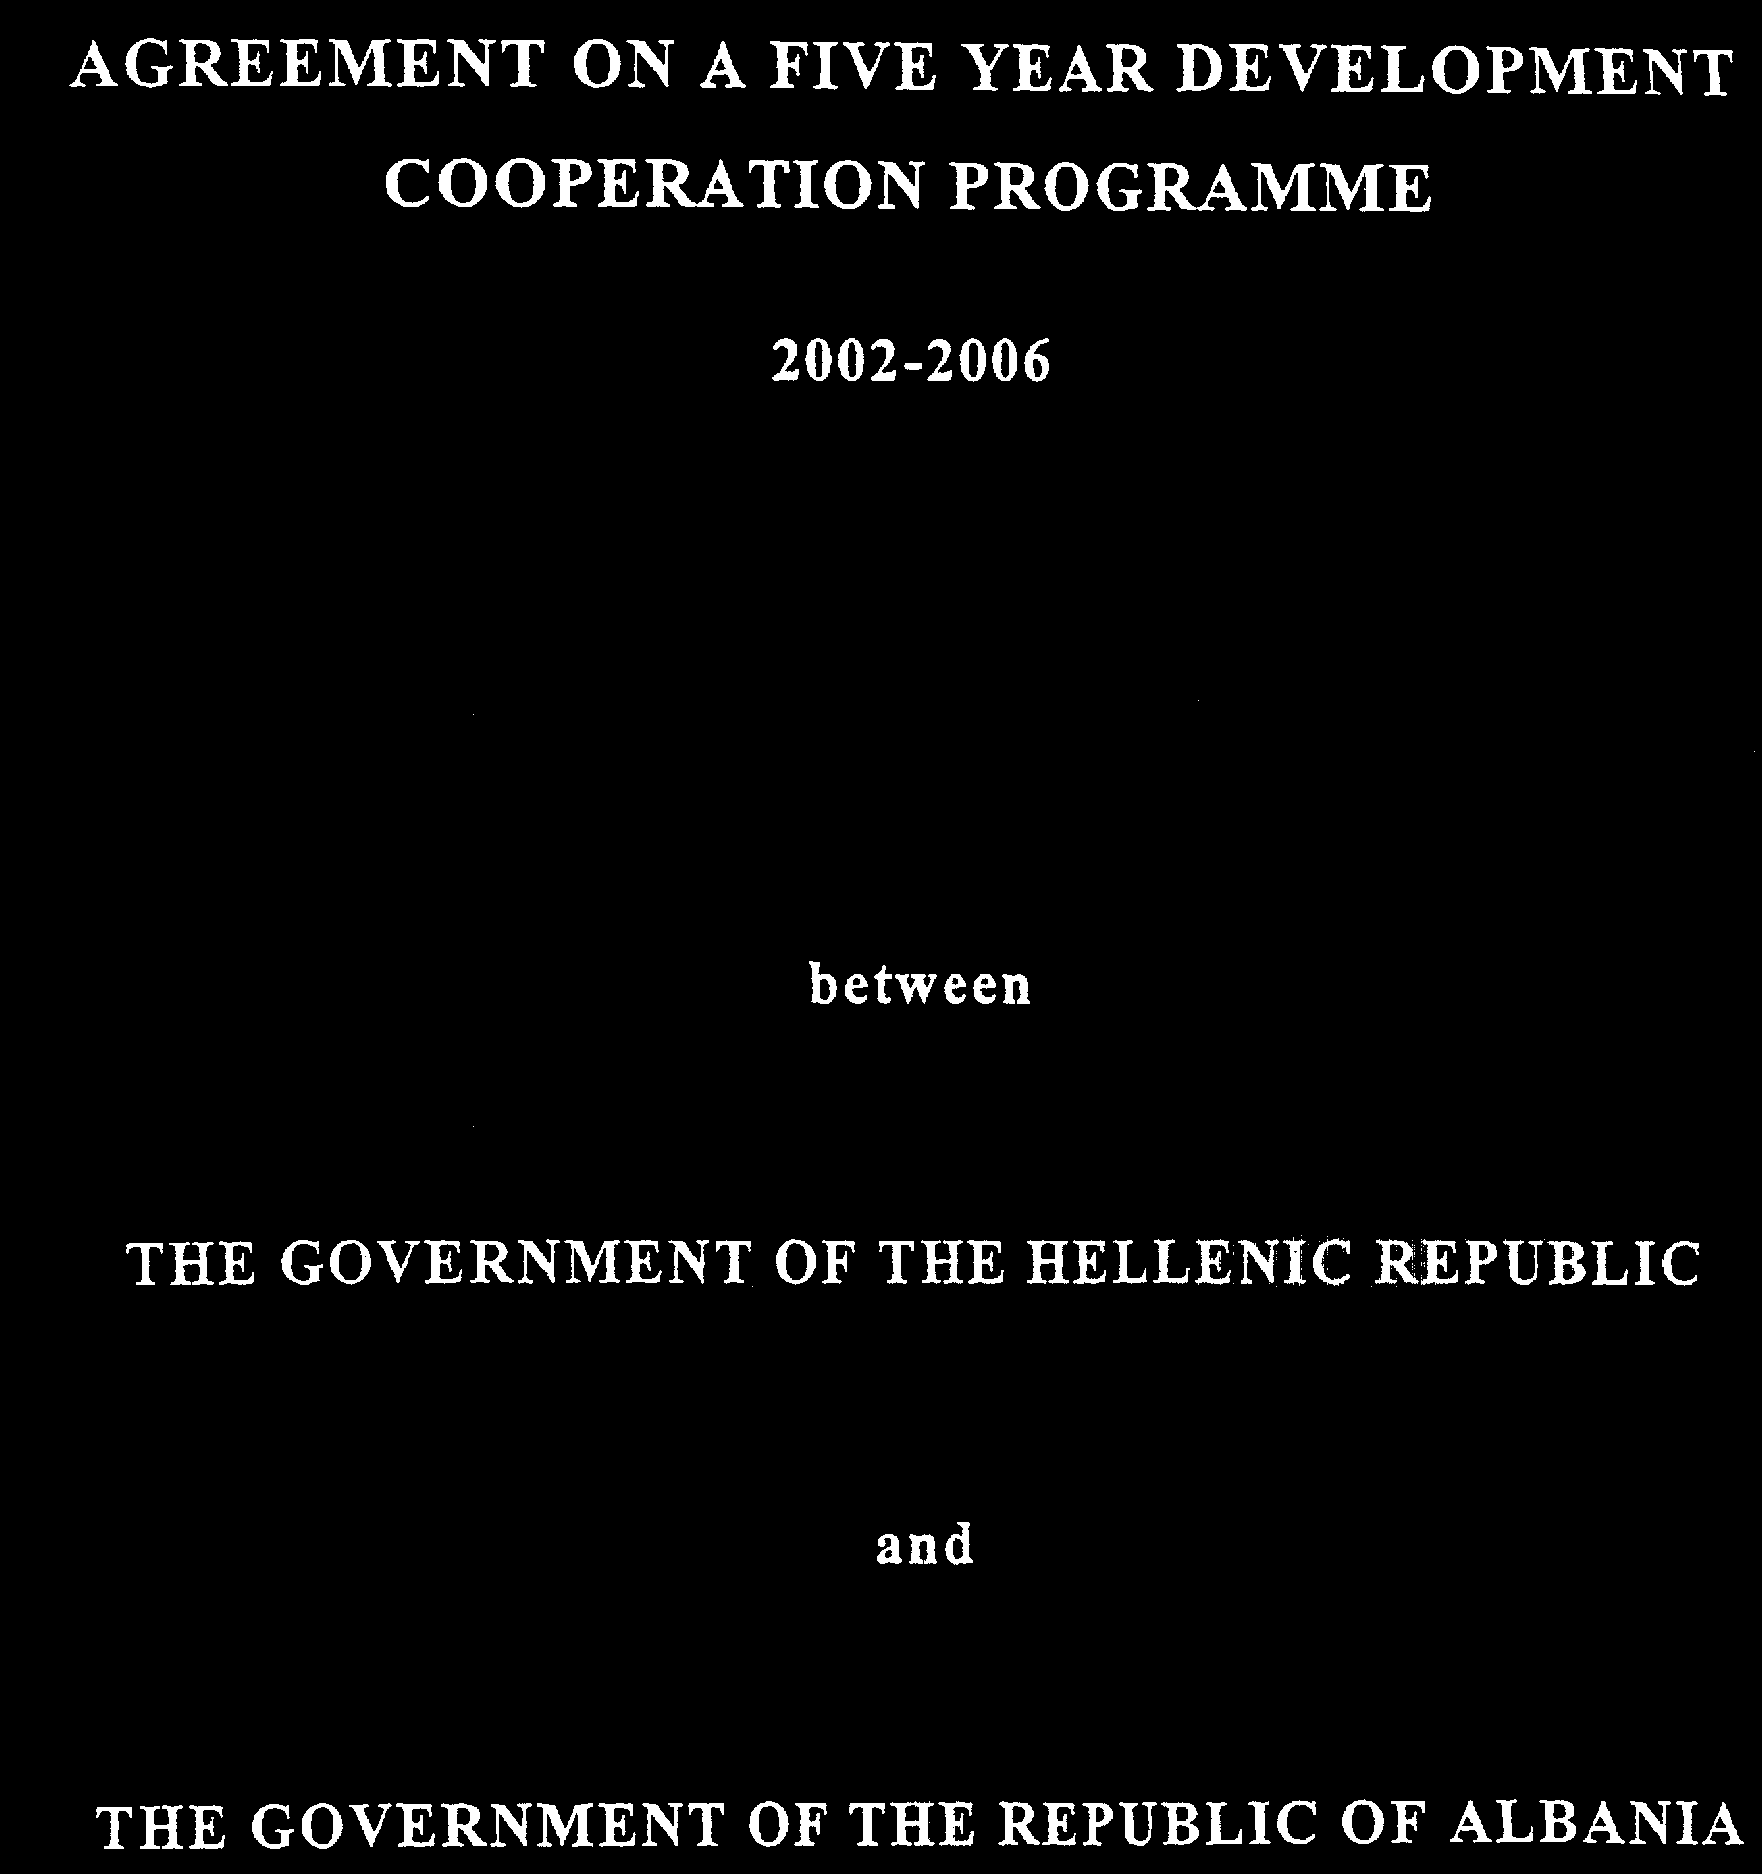 AGREEMENT ON A FIVE YEAR DEVELOPMENT
COOPERATION PROGRAMME
2002-2006
between
THE GOVERNMENT OF THE HELLENIC REPUBLIC
and
THE GOVERNMENT OF THE REPUBLIC OF ALBANIA